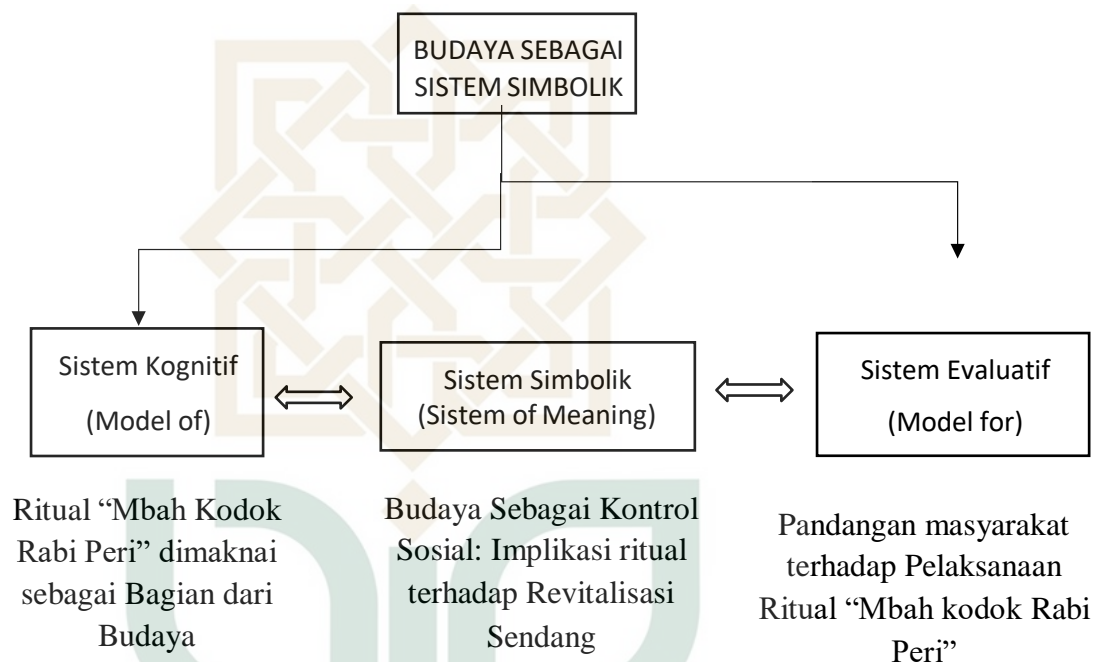 BUDAYA SEBAGAI
SISTEM SIMBOLIK
Sistem Kognitif
(Model of)
Sistem Simbolik
(Sistem of Meaning)
Sistem Evaluatif
(Model for)
Ritual “Mbah Kodok
Rabi Peri” dimaknai
sebagai Bagian dari
Budaya
Budaya Sebagai Kontrol
Sosial: Implikasi ritual
terhadap Revitalisasi
Sendang
Pandangan masyarakat
terhadap Pelaksanaan
Ritual “Mbah kodok Rabi
Peri”